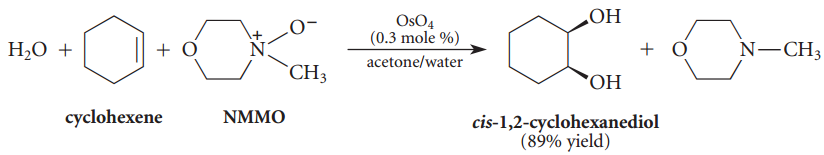 H₂O + + O N + O⁻ CH₃ OsO₄ (0.3 mole %) acetone/water OH OH + O N—CH₃
cyclohexene NMMO cis-1,2-cyclohexanediol
(89% yield)